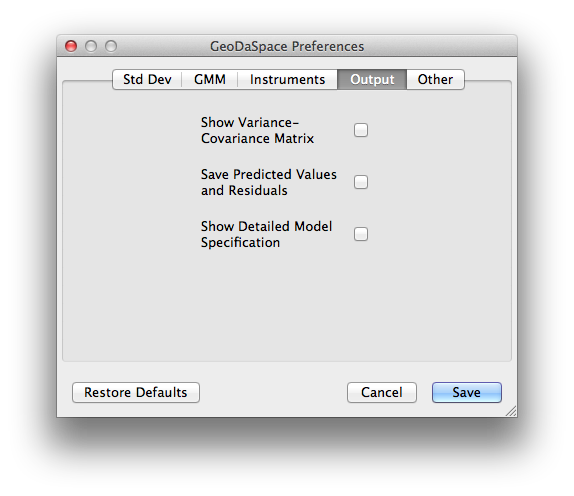 GeoDaSpace Preferences
Std Dev
GMM
Instruments
Output
Other
Show Variance-
Covariance Matrix
Save Predicted Values
and Residuals
Show Detailed Model
Specification
Restore Defaults
Cancel
Save